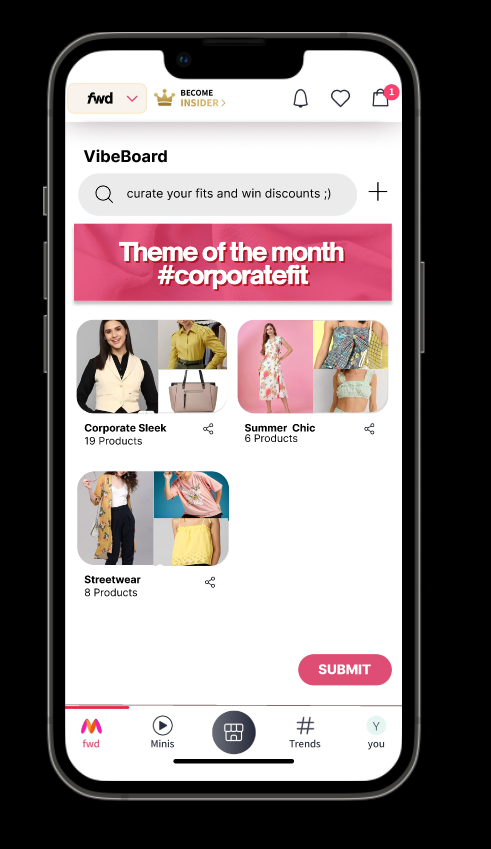 fwd
BECOME
INSIDER
1
VibeBoard
curate your fits and win discounts ;)
Theme of the month
#corporatefit
Corporate Sleek
19 Products
Summer Chic
6 Products
Streetwear
8 Products
SUBMIT
fwd
Minis
Trends
Y
you